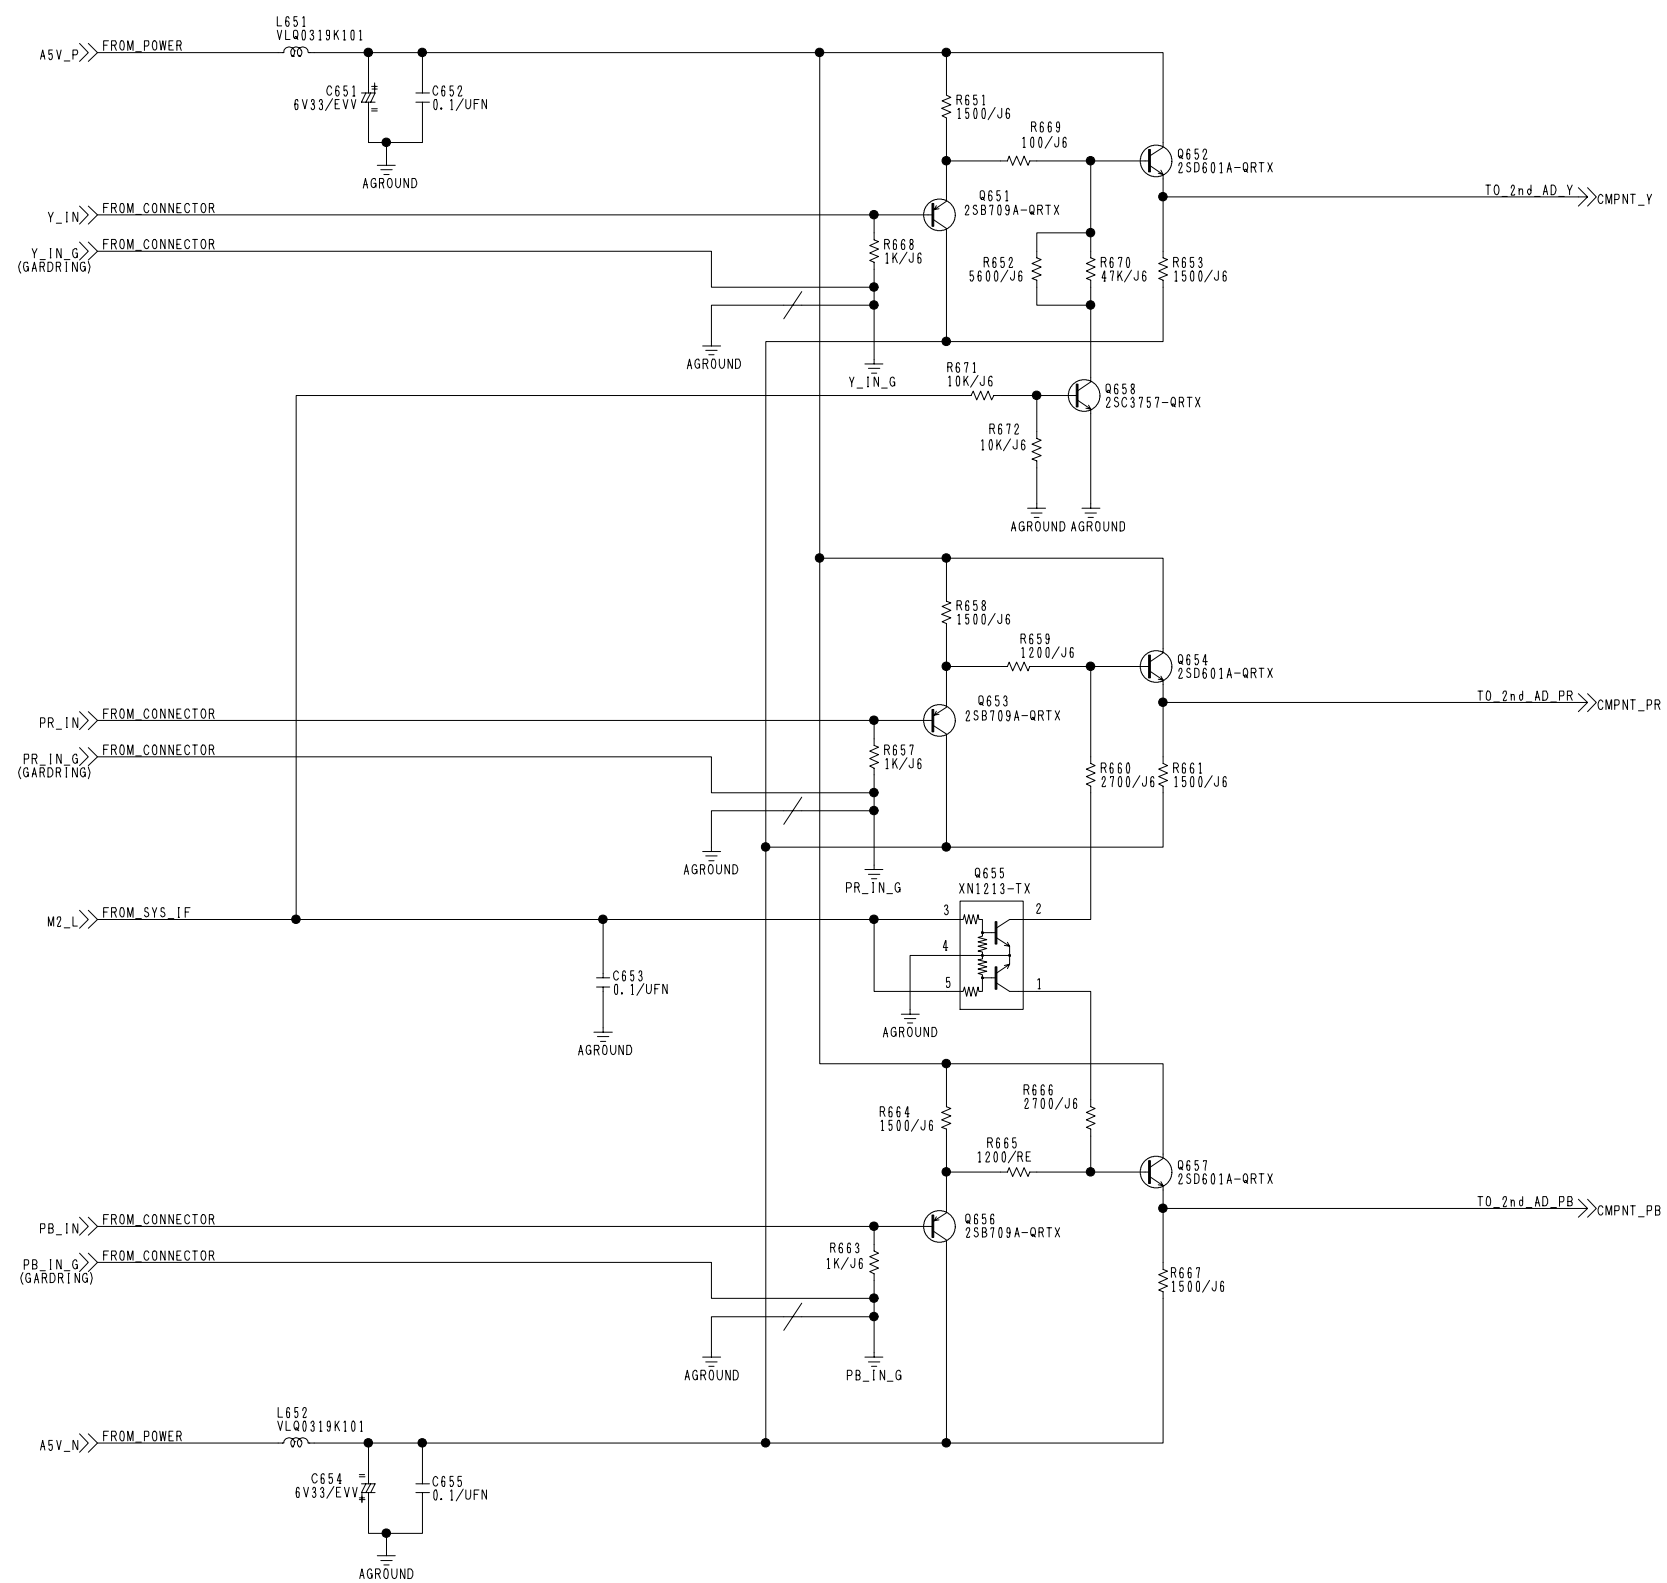 L651
VLQ0319K101
A5V_P
FROM_POWER
C651
6V33/EVV
+
=
C652
0.1/UFN
AGROUND
R651
1500/J6
R669
100/J6
Q652
2SD601A-QRTX
TO_2nd_AD_Y
CMPNT_Y
Y_IN
FROM_CONNECTOR
Q651
2SB709A-QRTX
Y_IN_G
(GARDRING)
FROM_CONNECTOR
R668
1K/J6
R652
5600/J6
R670
47K/J6
R653
1500/J6
AGROUND
Y_IN_G
R671
10K/J6
Q658
2SC3757-QRTX
R672
10K/J6
AGROUND
AGROUND
R658
1500/J6
R659
1200/J6
Q654
2SD601A-QRTX
TO_2nd_AD_PR
CMPNT_PR
PR_IN
FROM_CONNECTOR
Q653
2SB709A-QRTX
PR_IN_G
(GARDRING)
FROM_CONNECTOR
R657
1K/J6
R660
2700/J6
R661
1500/J6
AGROUND
PR_IN_G
Q655
XN1213-TX
M2_L
FROM_SYS_IF
3
2
4
5
1
C653
0.1/UFN
AGROUND
AGROUND
R664
1500/J6
R666
2700/J6
R665
1200/RE
Q657
2SD601A-QRTX
TO_2nd_AD_PB
CMPNT_PB
PB_IN
FROM_CONNECTOR
Q656
2SB709A-QRTX
PB_IN_G
(GARDRING)
FROM_CONNECTOR
R663
1K/J6
R667
1500/J6
AGROUND
PB_IN_G
L652
VLQ0319K101
A5V_N
FROM_POWER
C654
6V33/EVV
=
+
C655
0.1/UFN
AGROUND